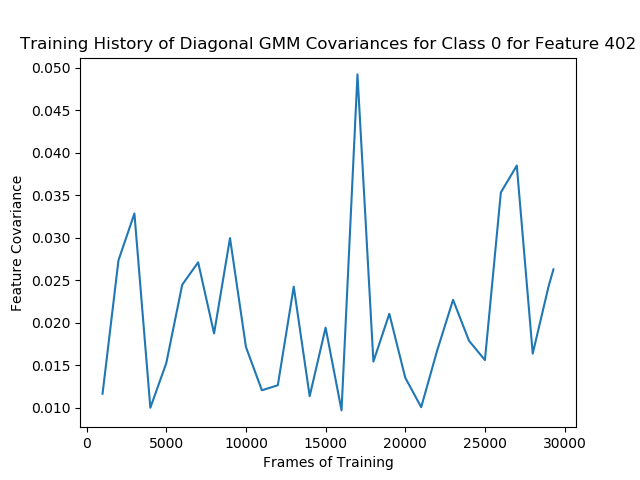 Training History of Diagonal GMM Covariances for Class 0 for Feature 402
0.050
0.045
0.040
0.035
0.030
0.025
0.020
0.015
0.010
Feature Covariance
0 5000 10000 15000 20000 25000 30000
Frames of Training